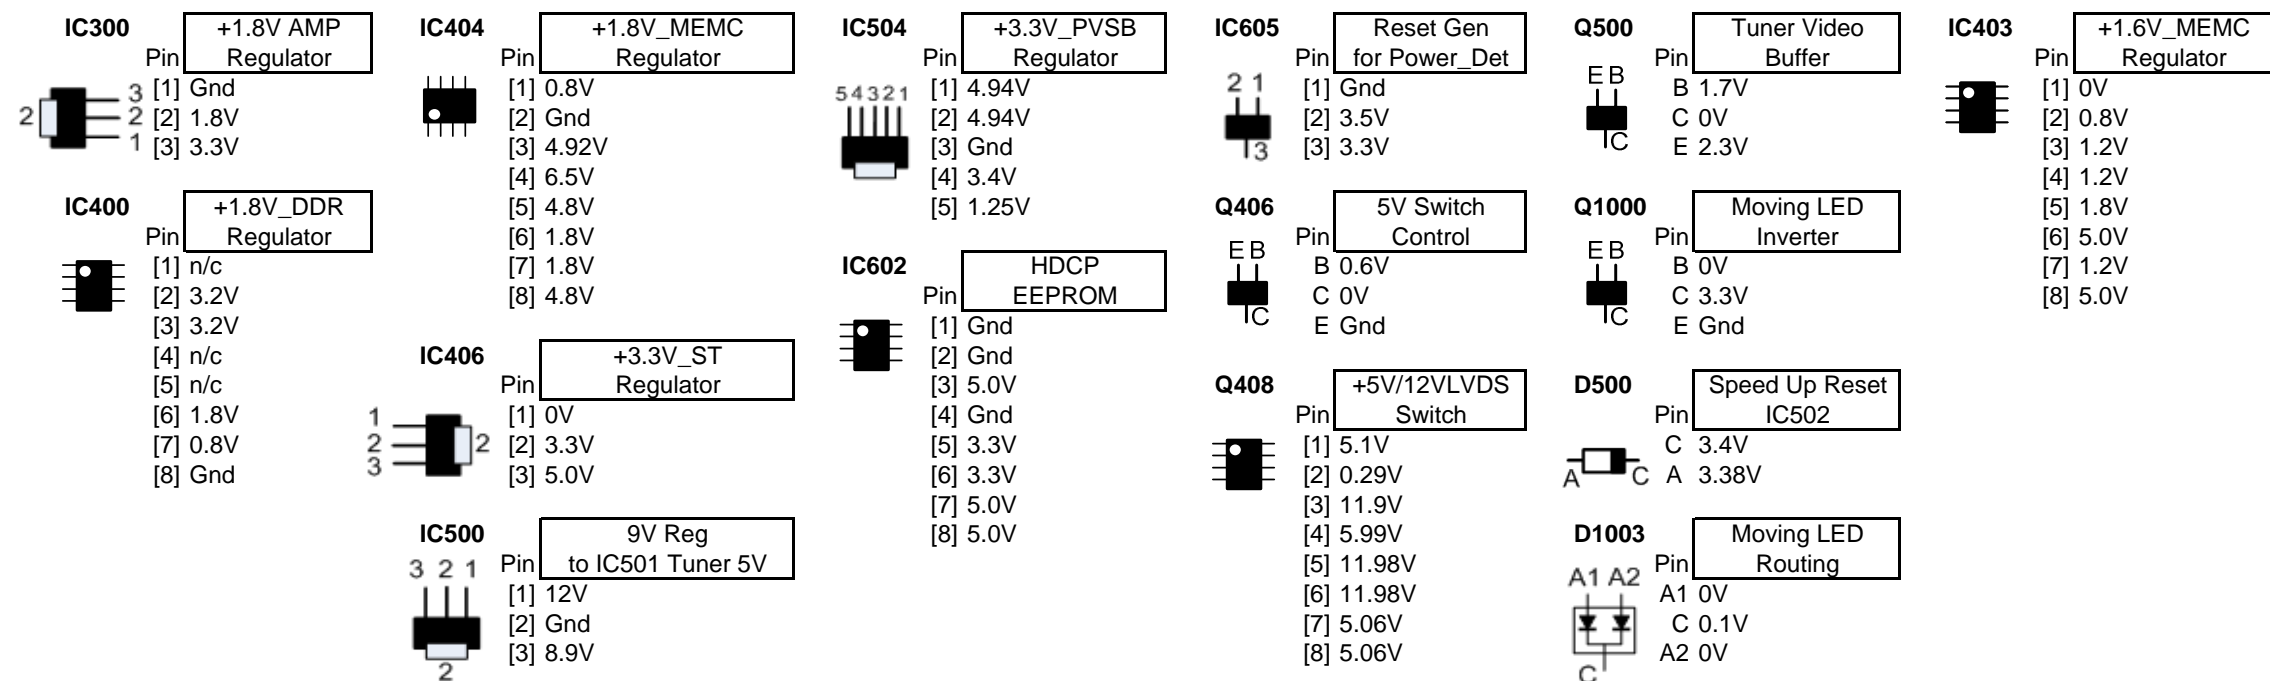 IC300
+1.8V AMP
Pin Regulator
3
2
1
2
[1] Gnd
[2] 1.8V
[3] 3.3V
IC400
+1.8V_DDR
Pin Regulator
[1] n/c
[2] 3.2V
[3] 3.2V
[4] n/c
[5] n/c
[6] 1.8V
[7] 0.8V
[8] Gnd
IC404
+1.8V_MEMC
Pin Regulator
[1] 0.8V
[2] Gnd
[3] 4.92V
[4] 6.5V
[5] 4.8V
[6] 1.8V
[7] 1.8V
[8] 4.8V
IC406
+3.3V_ST
Pin Regulator
1
2
3
2
[1] 0V
[2] 3.3V
[3] 5.0V
IC500
9V Reg
Pin to IC501 Tuner 5V
3 2 1
2
[1] 12V
[2] Gnd
[3] 8.9V
IC504
+3.3V_PVSB
Pin Regulator
5 4 3 2 1
[1] 4.94V
[2] 4.94V
[3] Gnd
[4] 3.4V
[5] 1.25V
IC602
HDCP
Pin EEPROM
[1] Gnd
[2] Gnd
[3] 5.0V
[4] Gnd
[5] 3.3V
[6] 3.3V
[7] 5.0V
[8] 5.0V
IC605
Reset Gen
Pin for Power_Det
2 1
3
[1] Gnd
[2] 3.5V
[3] 3.3V
Q406
5V Switch
Pin Control
E B
C
B 0.6V
C 0V
E Gnd
Q408
+5V/12VLVDS
Pin Switch
[1] 5.1V
[2] 0.29V
[3] 11.9V
[4] 5.99V
[5] 11.98V
[6] 11.98V
[7] 5.06V
[8] 5.06V
Q500
Tuner Video
Pin Buffer
E B
C
B 1.7V
C 0V
E 2.3V
Q1000
Moving LED
Pin Inverter
E B
C
B 0V
C 3.3V
E Gnd
D500
Speed Up Reset
Pin IC502
A C
C 3.4V
A 3.38V
D1003
Moving LED
Pin Routing
A1 A2
C
A1 0V
C 0.1V
A2 0V
IC403
+1.6V_MEMC
Pin Regulator
[1] 0V
[2] 0.8V
[3] 1.2V
[4] 1.2V
[5] 1.8V
[6] 5.0V
[7] 1.2V
[8] 5.0V